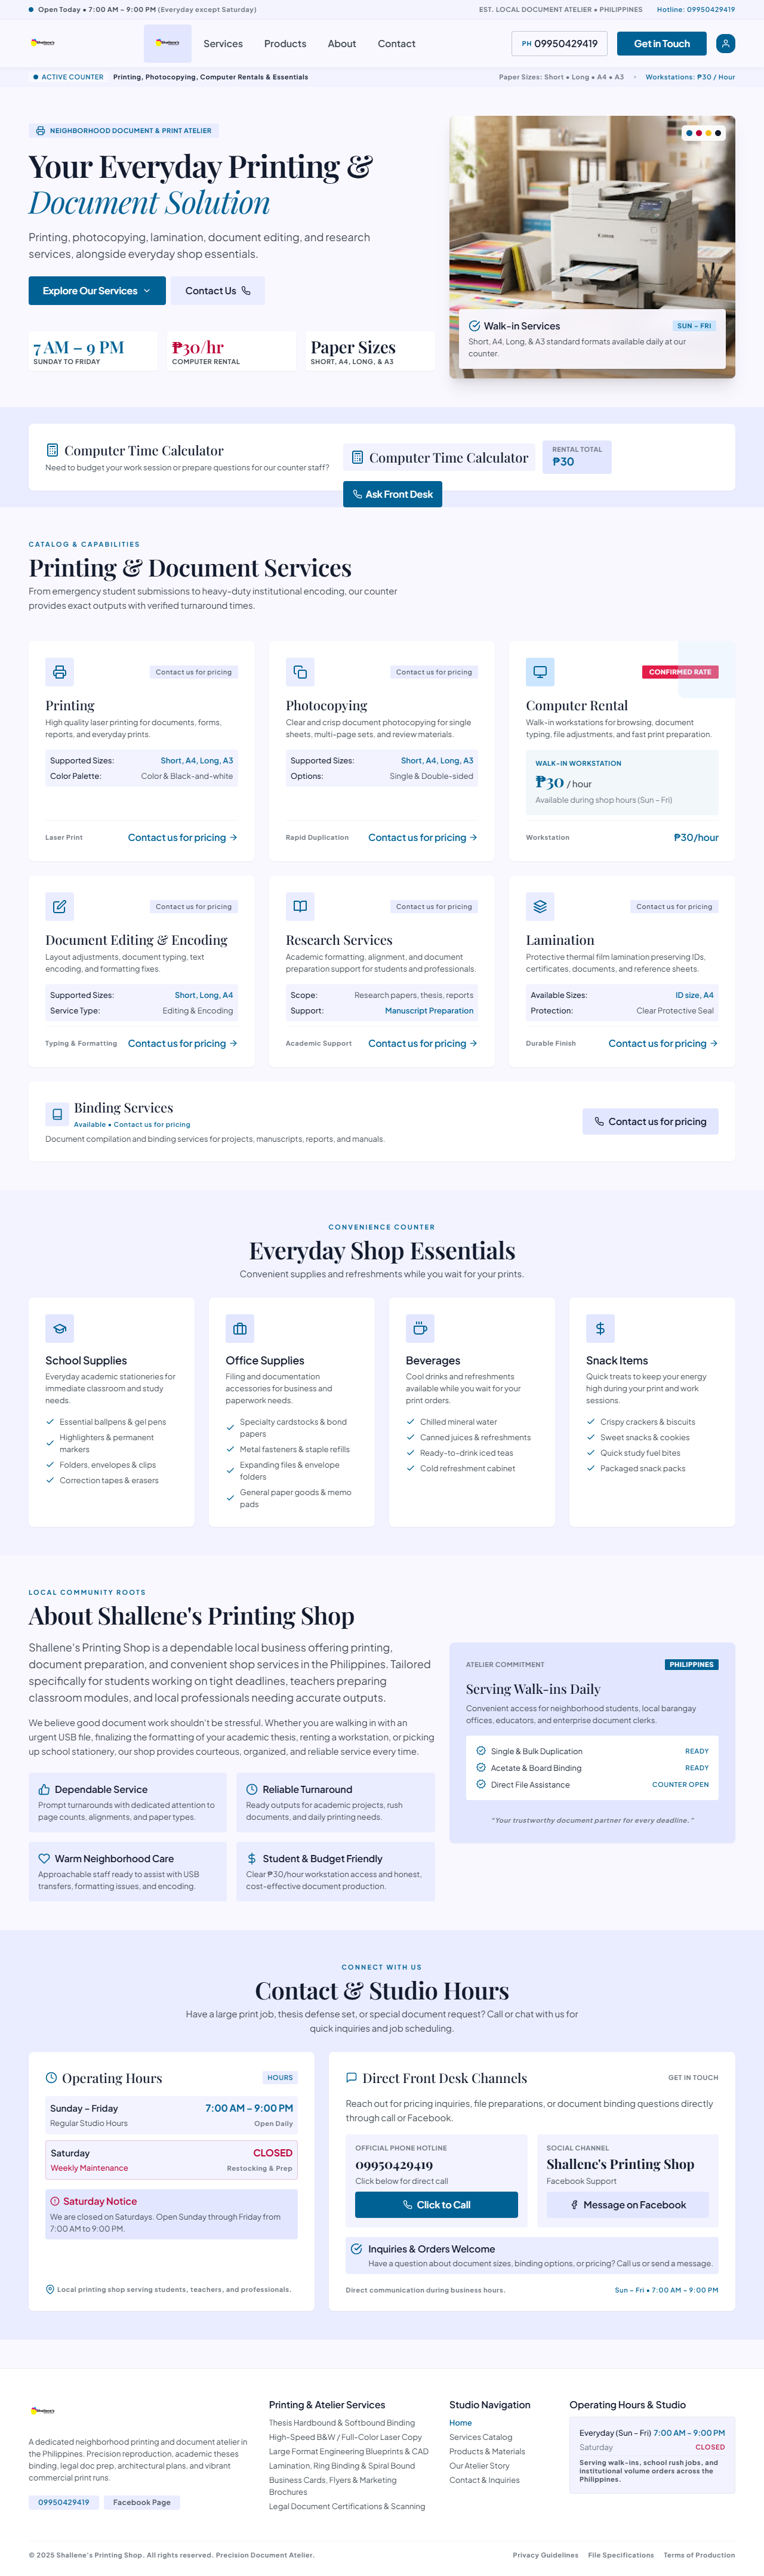 Open Today • 7:00 AM – 9:00 PM (Everyday except Saturday)
EST. LOCAL DOCUMENT ATELIER • PHILIPPINES
Hotline: 09950429419
Services
Products
About
Contact
PH 09950429419
Get in Touch
ACTIVE COUNTER
Printing, Photocopying, Computer Rentals & Essentials
Paper Sizes: Short • Long • A4 • A3
Workstations: ₱30 / Hour
NEIGHBORHOOD DOCUMENT & PRINT ATELIER
Your Everyday Printing &
Document Solution
Printing, photocopying, lamination, document editing, and research
services, alongside everyday shop essentials.
Explore Our Services
Contact Us
7 AM – 9 PM
SUNDAY TO FRIDAY
₱30/hr
COMPUTER RENTAL
Paper Sizes
SHORT, A4, LONG, & A3
Canon
Walk-in Services
SUN – FRI
Short, A4, Long, & A3 standard formats available daily at our
counter.
Computer Time Calculator
Need to budget your work session or prepare questions for our counter staff?
Computer Time Calculator
RENTAL TOTAL
₱30
Ask Front Desk
CATALOG & CAPABILITIES
Printing & Document Services
From emergency student submissions to heavy-duty institutional encoding, our counter
provides exact outputs with verified turnaround times.
Contact us for pricing
Printing
High quality laser printing for documents, forms,
reports, and everyday prints.
Supported Sizes: Short, A4, Long, A3
Color Palette: Color & Black-and-white
Laser Print
Contact us for pricing
Contact us for pricing
Photocopying
Clear and crisp document photocopying for single
sheets, multi-page sets, and review materials.
Supported Sizes: Short, A4, Long, A3
Options: Single & Double-sided
Rapid Duplication
Contact us for pricing
CONFIRMED RATE
Computer Rental
Walk-in workstations for browsing, document
typing, file adjustments, and fast print preparation.
WALK-IN WORKSTATION
₱30 / hour
Available during shop hours (Sun – Fri)
Workstation
₱30/hour
Contact us for pricing
Document Editing & Encoding
Layout adjustments, document typing, text
encoding, and formatting fixes.
Supported Sizes: Short, Long, A4
Service Type: Editing & Encoding
Typing & Formatting
Contact us for pricing
Contact us for pricing
Research Services
Academic formatting, alignment, and document
preparation support for students and professionals.
Scope: Research papers, thesis, reports
Support: Manuscript Preparation
Academic Support
Contact us for pricing
Contact us for pricing
Lamination
Protective thermal film lamination preserving IDs,
certificates, documents, and reference sheets.
Available Sizes: ID size, A4
Protection: Clear Protective Seal
Durable Finish
Contact us for pricing
Binding Services
Available • Contact us for pricing
Document compilation and binding services for projects, manuscripts, reports, and manuals.
Contact us for pricing
CONVENIENCE COUNTER
Everyday Shop Essentials
Convenient supplies and refreshments while you wait for your prints.
School Supplies
Everyday academic stationeries for
immediate classroom and study
needs.
Essential ballpens & gel pens
Highlighters & permanent
markers
Folders, envelopes & clips
Correction tapes & erasers
Office Supplies
Filing and documentation
accessories for business and
paperwork needs.
Specialty cardstocks & bond
papers
Metal fasteners & staple refills
Expanding files & envelope
folders
General paper goods & memo
pads
Beverages
Cool drinks and refreshments
available while you wait for your
print orders.
Chilled mineral water
Canned juices & refreshments
Ready-to-drink iced teas
Cold refreshment cabinet
Snack Items
Quick treats to keep your energy
high during your print and work
sessions.
Crispy crackers & biscuits
Sweet snacks & cookies
Quick study fuel bites
Packaged snack packs
LOCAL COMMUNITY ROOTS
About Shallene's Printing Shop
Shallene's Printing Shop is a dependable local business offering printing,
document preparation, and convenient shop services in the Philippines. Tailored
specifically for students working on tight deadlines, teachers preparing
classroom modules, and local professionals needing accurate outputs.
We believe good document work shouldn't be stressful. Whether you are walking in with an
urgent USB file, finalizing the formatting of your academic thesis, renting a workstation, or picking
up school stationery, our shop provides courteous, organized, and reliable service every time.
Dependable Service
Prompt turnarounds with dedicated attention to
page counts, alignments, and paper types.
Reliable Turnaround
Ready outputs for academic projects, rush
documents, and daily printing needs.
Warm Neighborhood Care
Approachable staff ready to assist with USB
transfers, formatting issues, and encoding.
Student & Budget Friendly
Clear ₱30/hour workstation access and honest,
cost-effective document production.
ATELIER COMMITMENT
PHILIPPINES
Serving Walk-ins Daily
Convenient access for neighborhood students, local barangay
offices, educators, and enterprise document clerks.
Single & Bulk Duplication READY
Acetate & Board Binding READY
Direct File Assistance COUNTER OPEN
"Your trustworthy document partner for every deadline."
CONNECT WITH US
Contact & Studio Hours
Have a large print job, thesis defense set, or special document request? Call or chat with us for
quick inquiries and job scheduling.
Operating Hours
HOURS
Sunday – Friday 7:00 AM – 9:00 PM
Regular Studio Hours Open Daily
Saturday CLOSED
Weekly Maintenance Restocking & Prep
Saturday Notice
We are closed on Saturdays. Open Sunday through Friday from
7:00 AM to 9:00 PM.
Local printing shop serving students, teachers, and professionals.
Direct Front Desk Channels
GET IN TOUCH
Reach out for pricing inquiries, file preparations, or document binding questions directly
through call or Facebook.
OFFICIAL PHONE HOTLINE
09950429419
Click below for direct call
Click to Call
SOCIAL CHANNEL
Shallene's Printing Shop
Facebook Support
Message on Facebook
Inquiries & Orders Welcome
Have a question about document sizes, binding options, or pricing? Call us or send a message.
Direct communication during business hours.
Sun – Fri • 7:00 AM – 9:00 PM
A dedicated neighborhood printing and document atelier in
the Philippines. Precision reproduction, academic theses
binding, legal doc prep, architectural plans, and vibrant
commercial print runs.
09950429419
Facebook Page
Printing & Atelier Services
Thesis Hardbound & Softbound Binding
High-Speed B&W / Full-Color Laser Copy
Large Format Engineering Blueprints & CAD
Lamination, Ring Binding & Spiral Bound
Business Cards, Flyers & Marketing
Brochures
Legal Document Certifications & Scanning
Studio Navigation
Home
Services Catalog
Products & Materials
Our Atelier Story
Contact & Inquiries
Operating Hours & Studio
Everyday (Sun – Fri) 7:00 AM – 9:00 PM
Saturday CLOSED
Serving walk-ins, school rush jobs, and
institutional volume orders across the
Philippines.
© 2025 Shallene's Printing Shop. All rights reserved. Precision Document Atelier.
Privacy Guidelines
File Specifications
Terms of Production